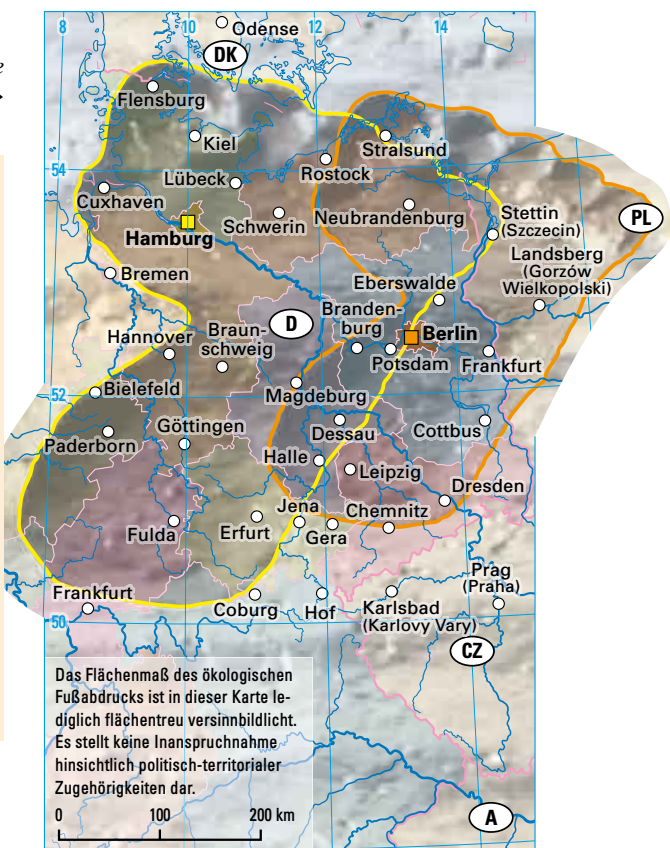 8
10
12
14
Odense
DK
Flensburg
Kiel
Stralsund
54
Rostock
Lübeck
Cuxhaven
Schwerin
Neubrandenburg
Stettin
(Szczecin)
PL
Hamburg
Landsberg
(Gorzów
Wielkopolski)
Bremen
Eberswalde
D
Branden-
burg
Berlin
Hannover
Braun-
schweig
Potsdam
Frankfurt
52
Bielefeld
Magdeburg
Paderborn
Göttingen
Dessau
Cottbus
Halle
Leipzig
Dresden
Jena
Chemnitz
Fulda
Erfurt
Gera
Frankfurt
Coburg
Hof
Karlsbad
(Karlovy Vary)
Prag
(Praha)
50
CZ
Das Flächenmaß des ökologischen
Fußabdrucks ist in dieser Karte le-
diglich flächentreu versinnbildlicht.
Es stellt keine Inanspruchnahme
hinsichtlich politisch-territorialer
Zugehörigkeiten dar.
0 100 200 km
A